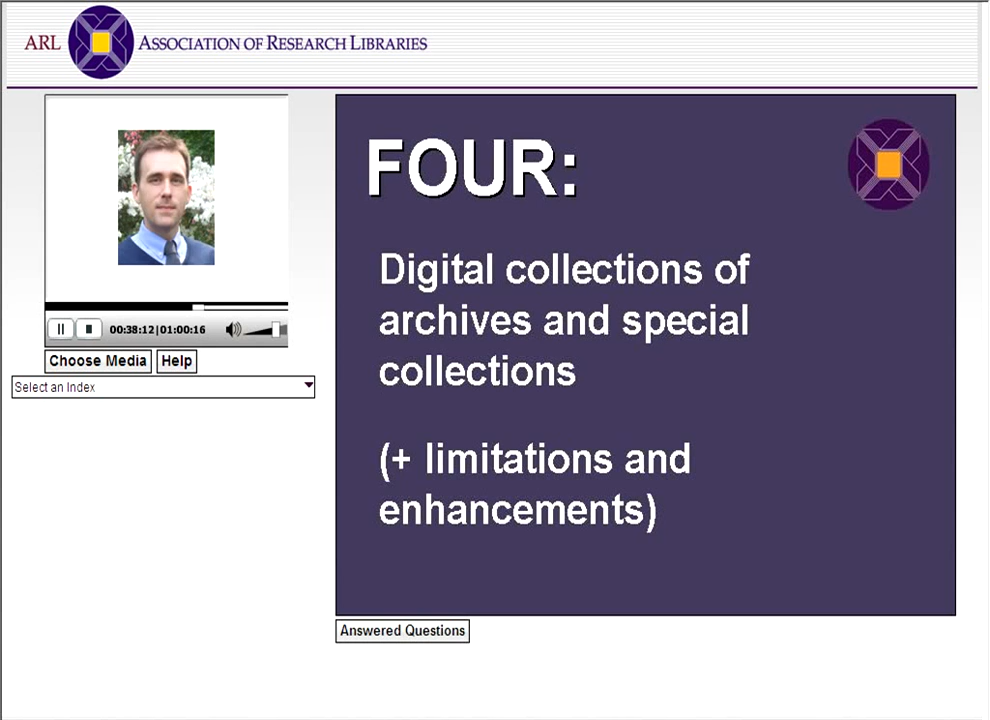 ARL ASSOCIATION OF RESEARCH LIBRARIES
00:38:12|01:00:16
Choose Media Help
Select an Index
FOUR:
Digital collections of
archives and special
collections
(+ limitations and
enhancements)
Answered Questions